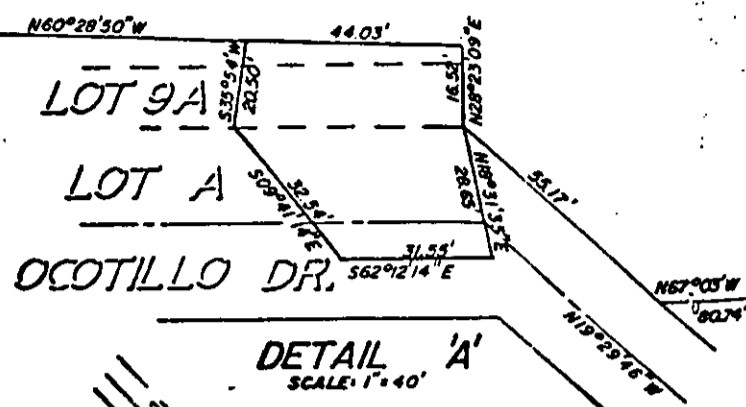 N60°28'50"W
44.03'
S35°54'W
20.50'
16.52'
N28°23'09"E
LOT 9A
LOT A
S09°41'14"E
32.54'
N18°31'35"E
28.65'
55.17'
31.55'
S62°12'14"E
OCOTILLO DR.
N67°03'W
80.74'
N19°29'46"W
DETAIL 'A'
SCALE: 1"=40'